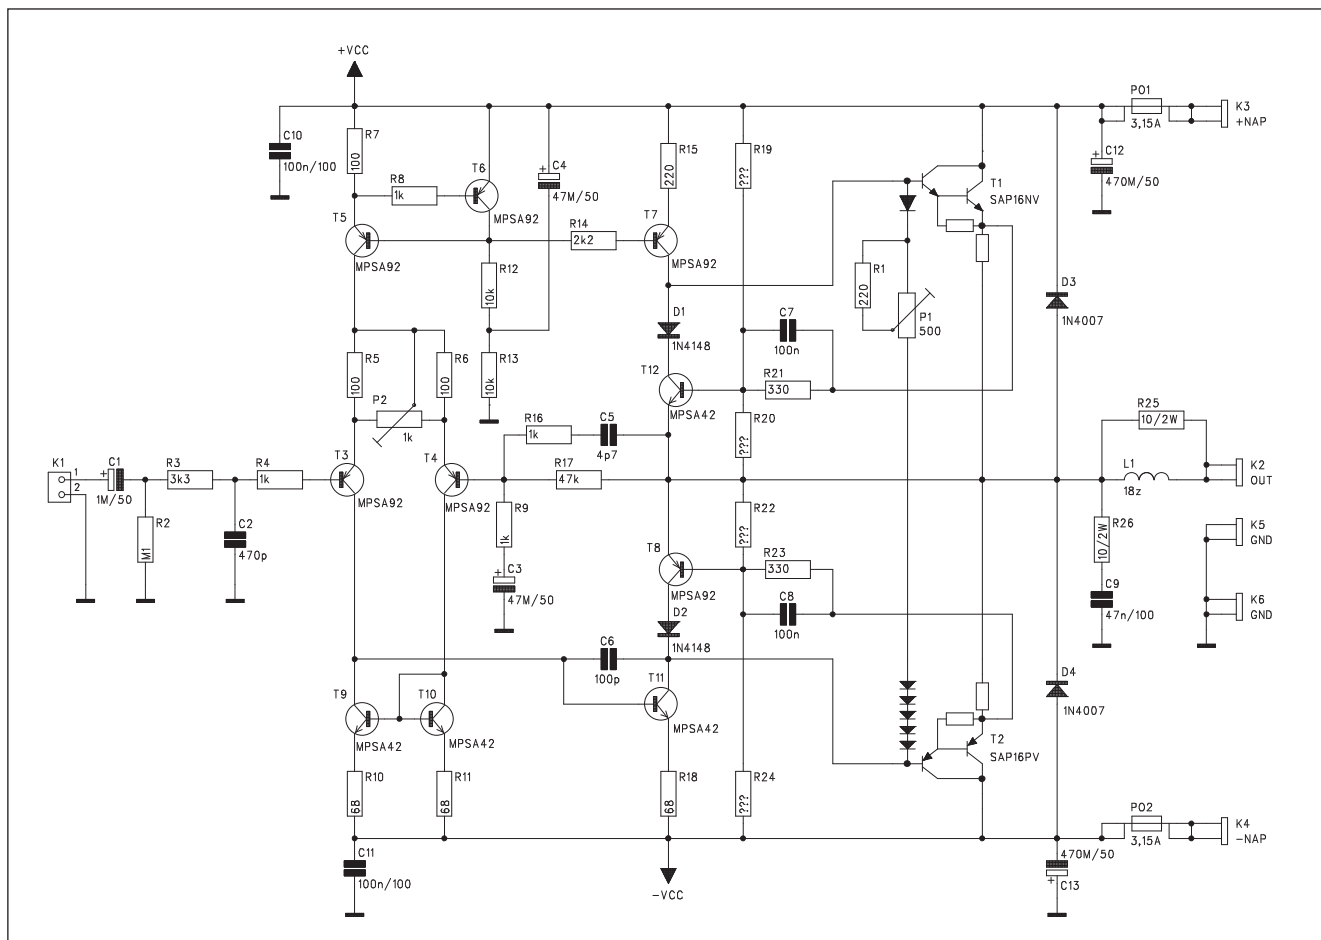 +VCC
C10
100n/100
R7
100
R8
1k
T6
MPSA92
C4
+
47M/50
R15
220
R19
???
T1
SAP16NV
PO1
3,15A
K3
+NAP
+
C12
470M/50
T5
MPSA92
R14
2k2
T7
MPSA92
R12
10k
R1
220
P1
500
D3
1N4007
D1
1N4148
C7
100n
R5
100
R6
100
R13
10k
P2
1k
T12
MPSA42
R21
330
R25
10/2W
R16
1k
C5
4p7
R20
???
K1
1
2
C1
+
1M/50
R3
3k3
R4
1k
T3
MPSA92
T4
MPSA92
R17
47k
L1
18z
K2
OUT
R2
M1
C2
470p
R9
1k
R22
???
R26
10/2W
K5
GND
T8
MPSA92
R23
330
C3
+
47M/50
C8
100n
C9
47n/100
K6
GND
D2
1N4148
C6
100p
D4
1N4007
T9
MPSA42
T10
MPSA42
T11
MPSA42
T2
SAP16PV
R10
68
R11
68
R18
68
R24
???
PO2
3,15A
K4
-NAP
C11
100n/100
-VCC
470M/50
+
C13